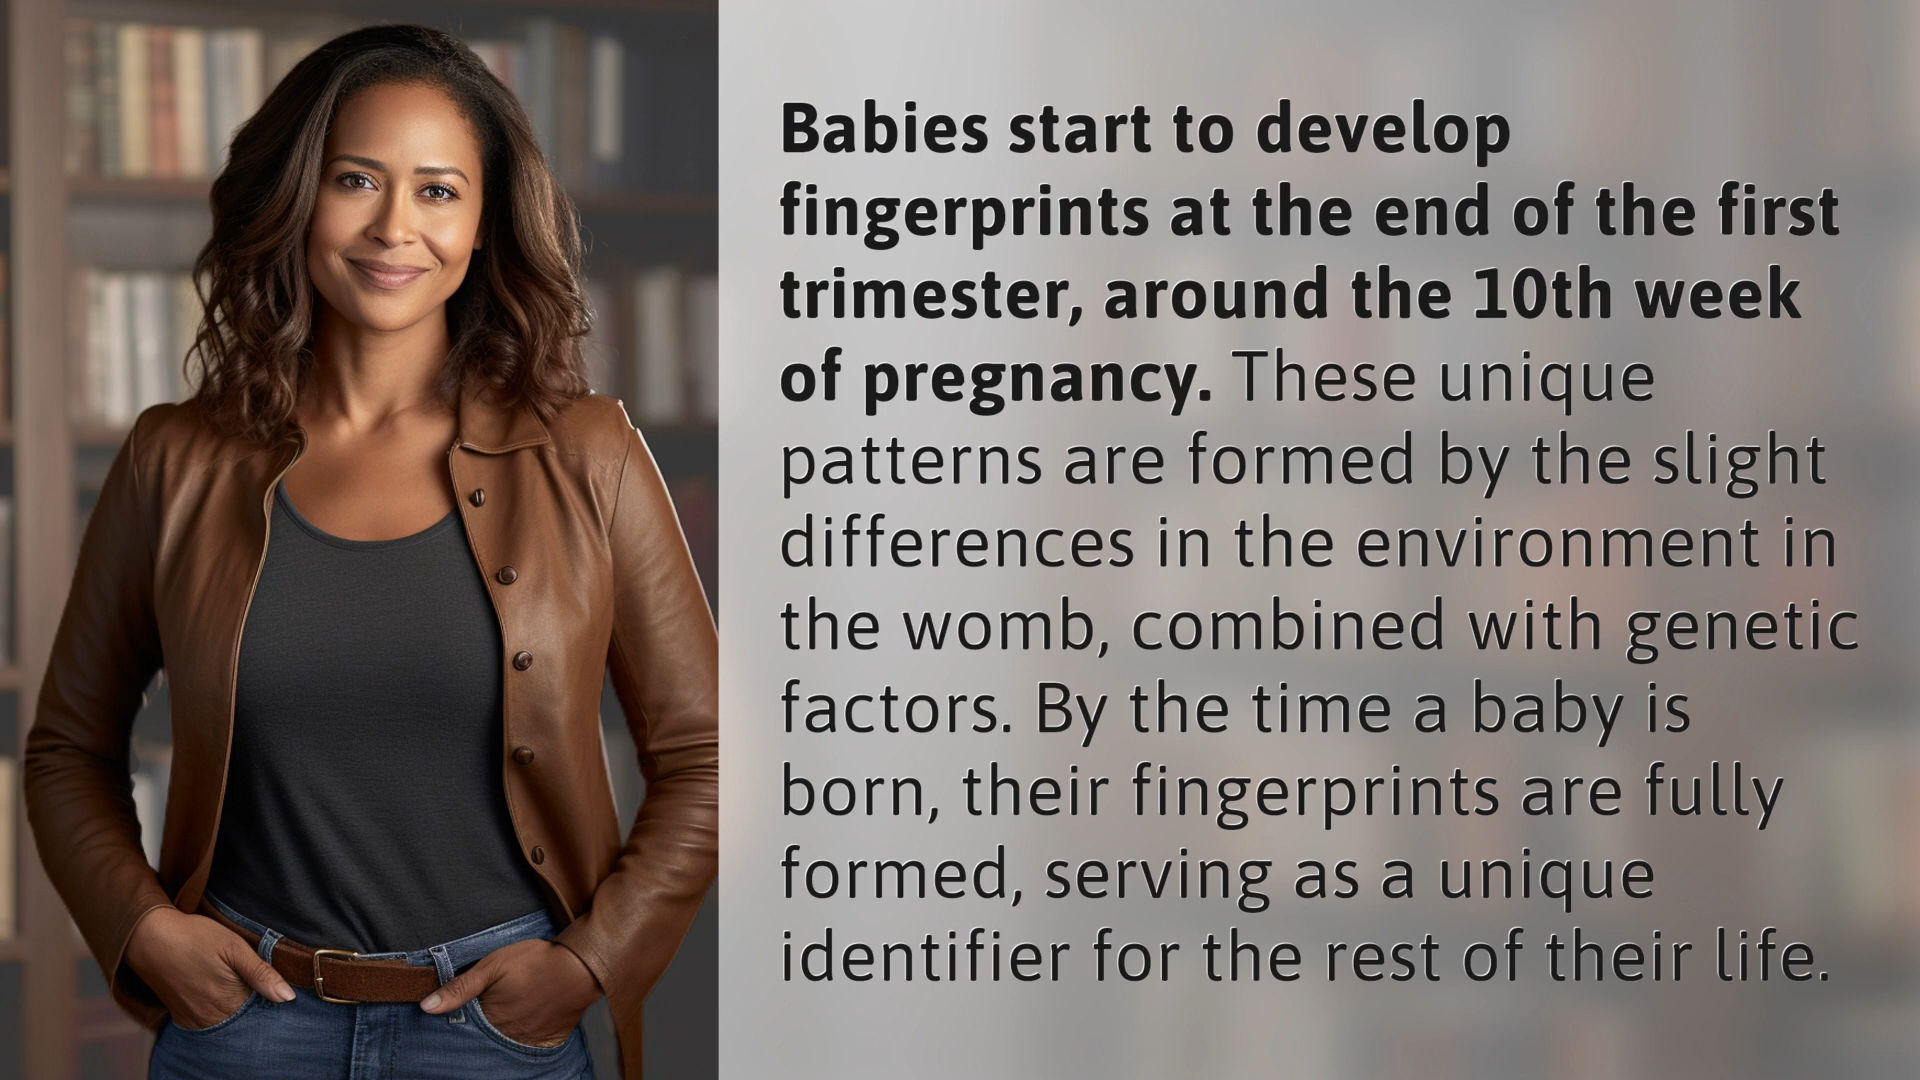 Babies start to develop
fingerprints at the end of the first
trimester, around the 10th week
of pregnancy. These unique
patterns are formed by the slight
differences in the environment in
the womb, combined with genetic
factors. By the time a baby is
born, their fingerprints are fully
formed, serving as a unique
identifier for the rest of their life.